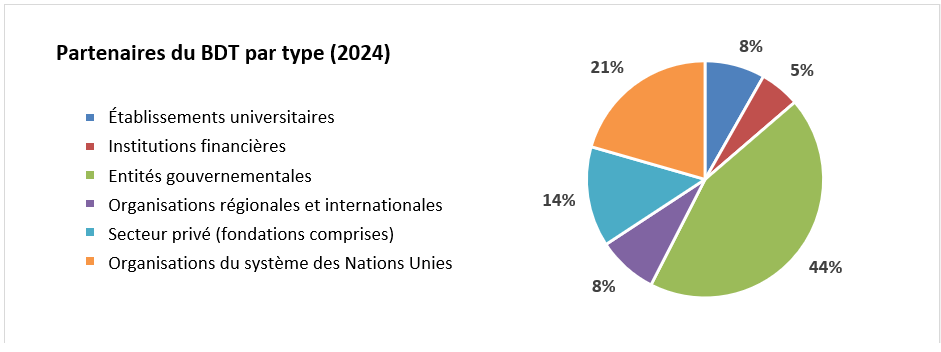 Partenaires du BDT par type (2024)
Établissements universitaires
Institutions financières
Entités gouvernementales
Organisations régionales et internationales
Secteur privé (fondations comprises)
Organisations du système des Nations Unies
8%
5%
44%
8%
14%
21%